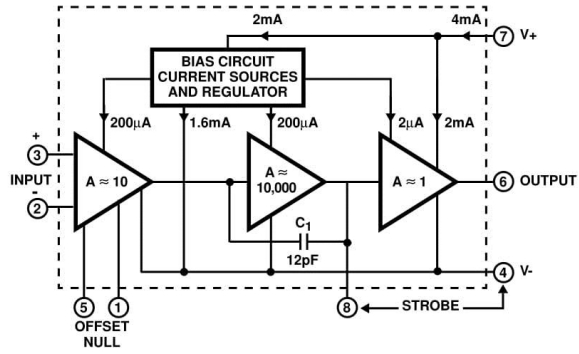 2mA
4mA
7
V+
BIAS CIRCUIT
CURRENT SOURCES
AND REGULATOR
200μA
1.6mA
200μA
2μA
2mA
+
3
INPUT
-
2
A ≈ 10
A ≈
10,000
A ≈ 1
6
OUTPUT
C1
12pF
4
V-
5
1
8
STROBE
OFFSET
NULL